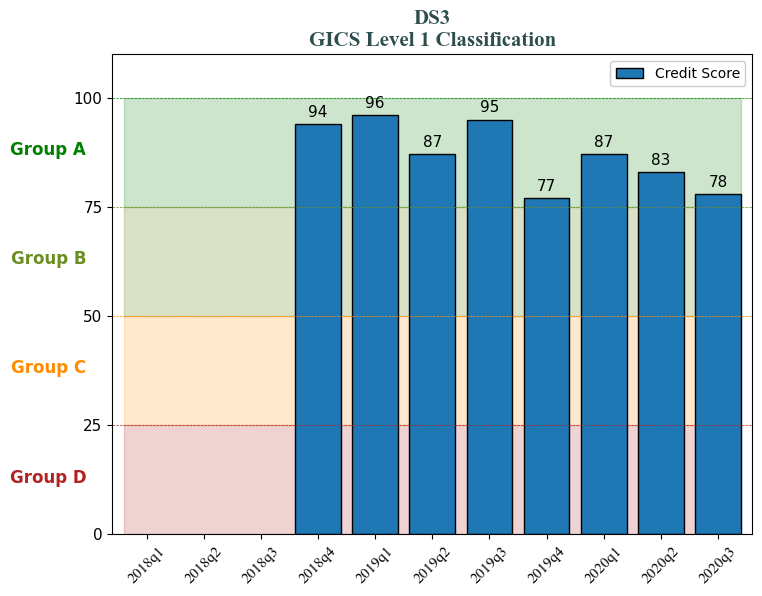 DS3
GICS Level 1 Classification
Credit Score
100
75
50
25
0
Group A
Group B
Group C
Group D
94
96
87
95
77
87
83
78
2018q1
2018q2
2018q3
2018q4
2019q1
2019q2
2019q3
2019q4
2020q1
2020q2
2020q3